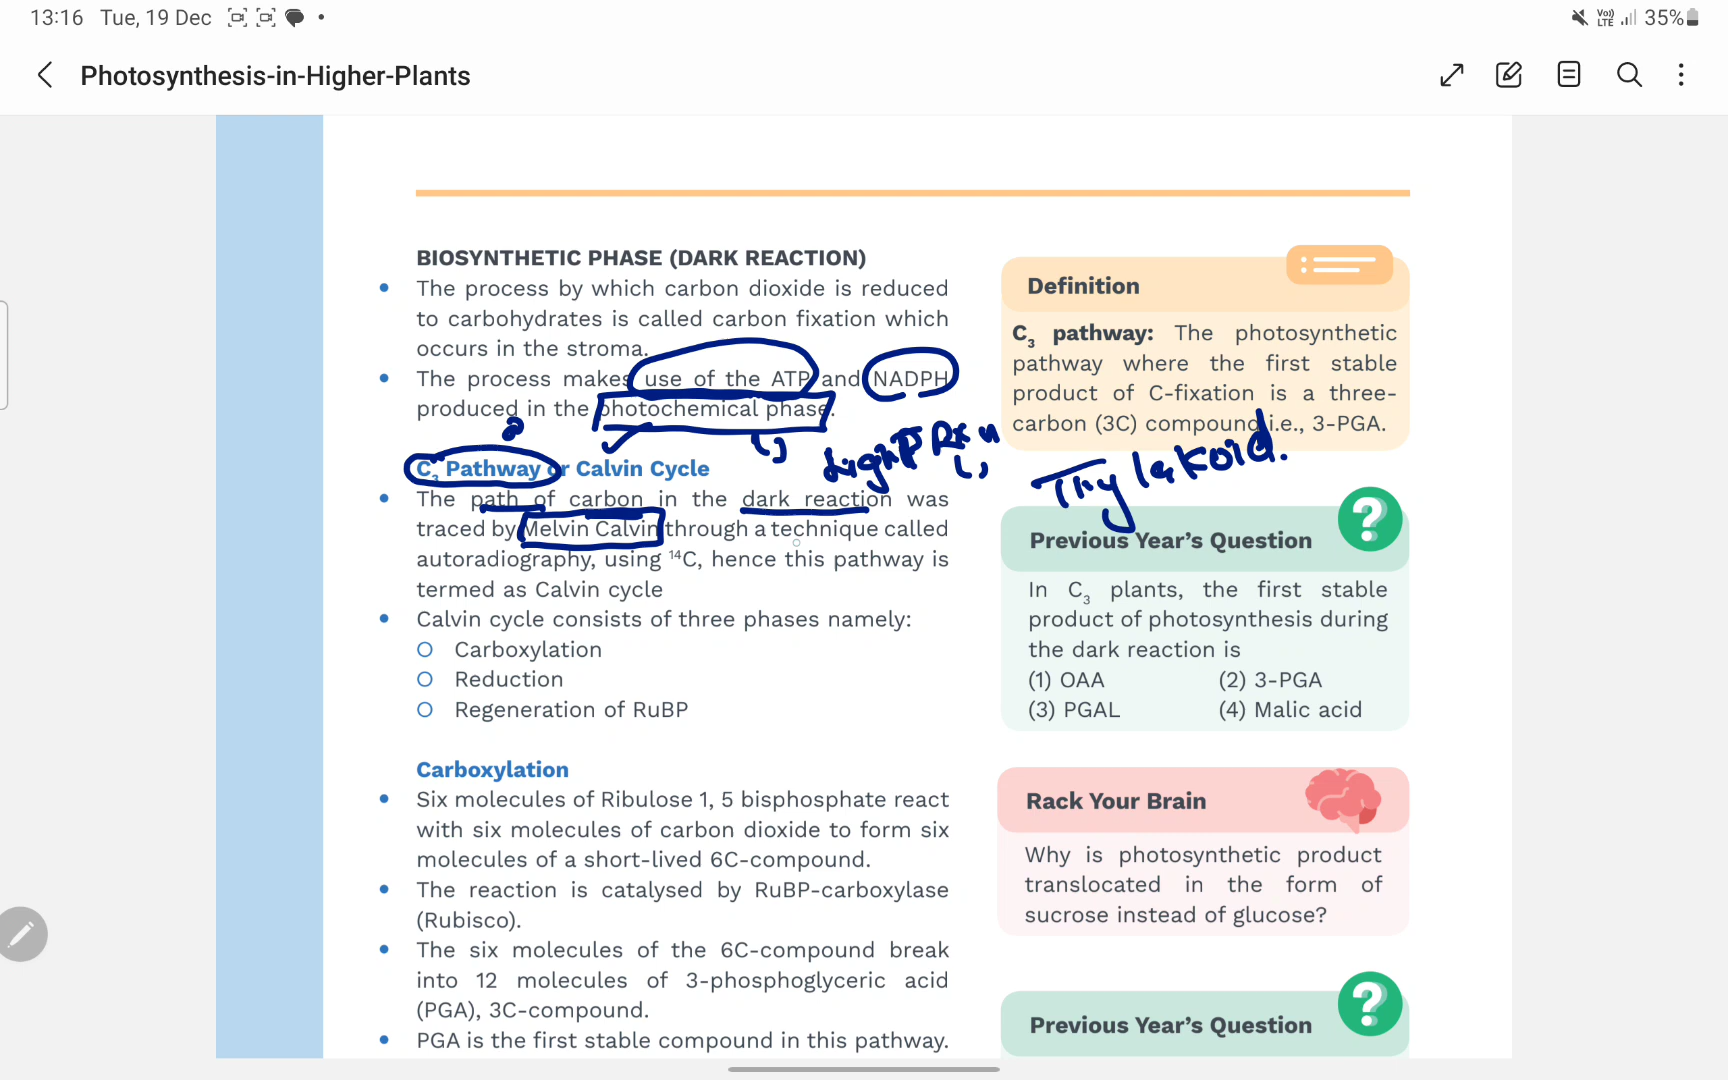 13:16 Tue, 19 Dec
Vo)) LTE 35%
Photosynthesis-in-Higher-Plants
BIOSYNTHETIC PHASE (DARK REACTION)
The process by which carbon dioxide is reduced
to carbohydrates is called carbon fixation which
occurs in the stroma.
The process makes use of the ATP and NADPH
produced in the photochemical phase.
Light Rxn
Thylakoid.
C₃ Pathway or Calvin Cycle
The path of carbon in the dark reaction was
traced by Melvin Calvin through a technique called
autoradiography, using ¹⁴C, hence this pathway is
termed as Calvin cycle
Calvin cycle consists of three phases namely:
Carboxylation
Reduction
Regeneration of RuBP
Carboxylation
Six molecules of Ribulose 1, 5 bisphosphate react
with six molecules of carbon dioxide to form six
molecules of a short-lived 6C-compound.
The reaction is catalysed by RuBP-carboxylase
(Rubisco).
The six molecules of the 6C-compound break
into 12 molecules of 3-phosphoglyceric acid
(PGA), 3C-compound.
PGA is the first stable compound in this pathway.
Definition
C₃ pathway: The photosynthetic
pathway where the first stable
product of C-fixation is a three-
carbon (3C) compound i.e., 3-PGA.
Previous Year's Question
?
In C₃ plants, the first stable
product of photosynthesis during
the dark reaction is
(1) OAA (2) 3-PGA
(3) PGAL (4) Malic acid
Rack Your Brain
Why is photosynthetic product
translocated in the form of
sucrose instead of glucose?
Previous Year's Question
?